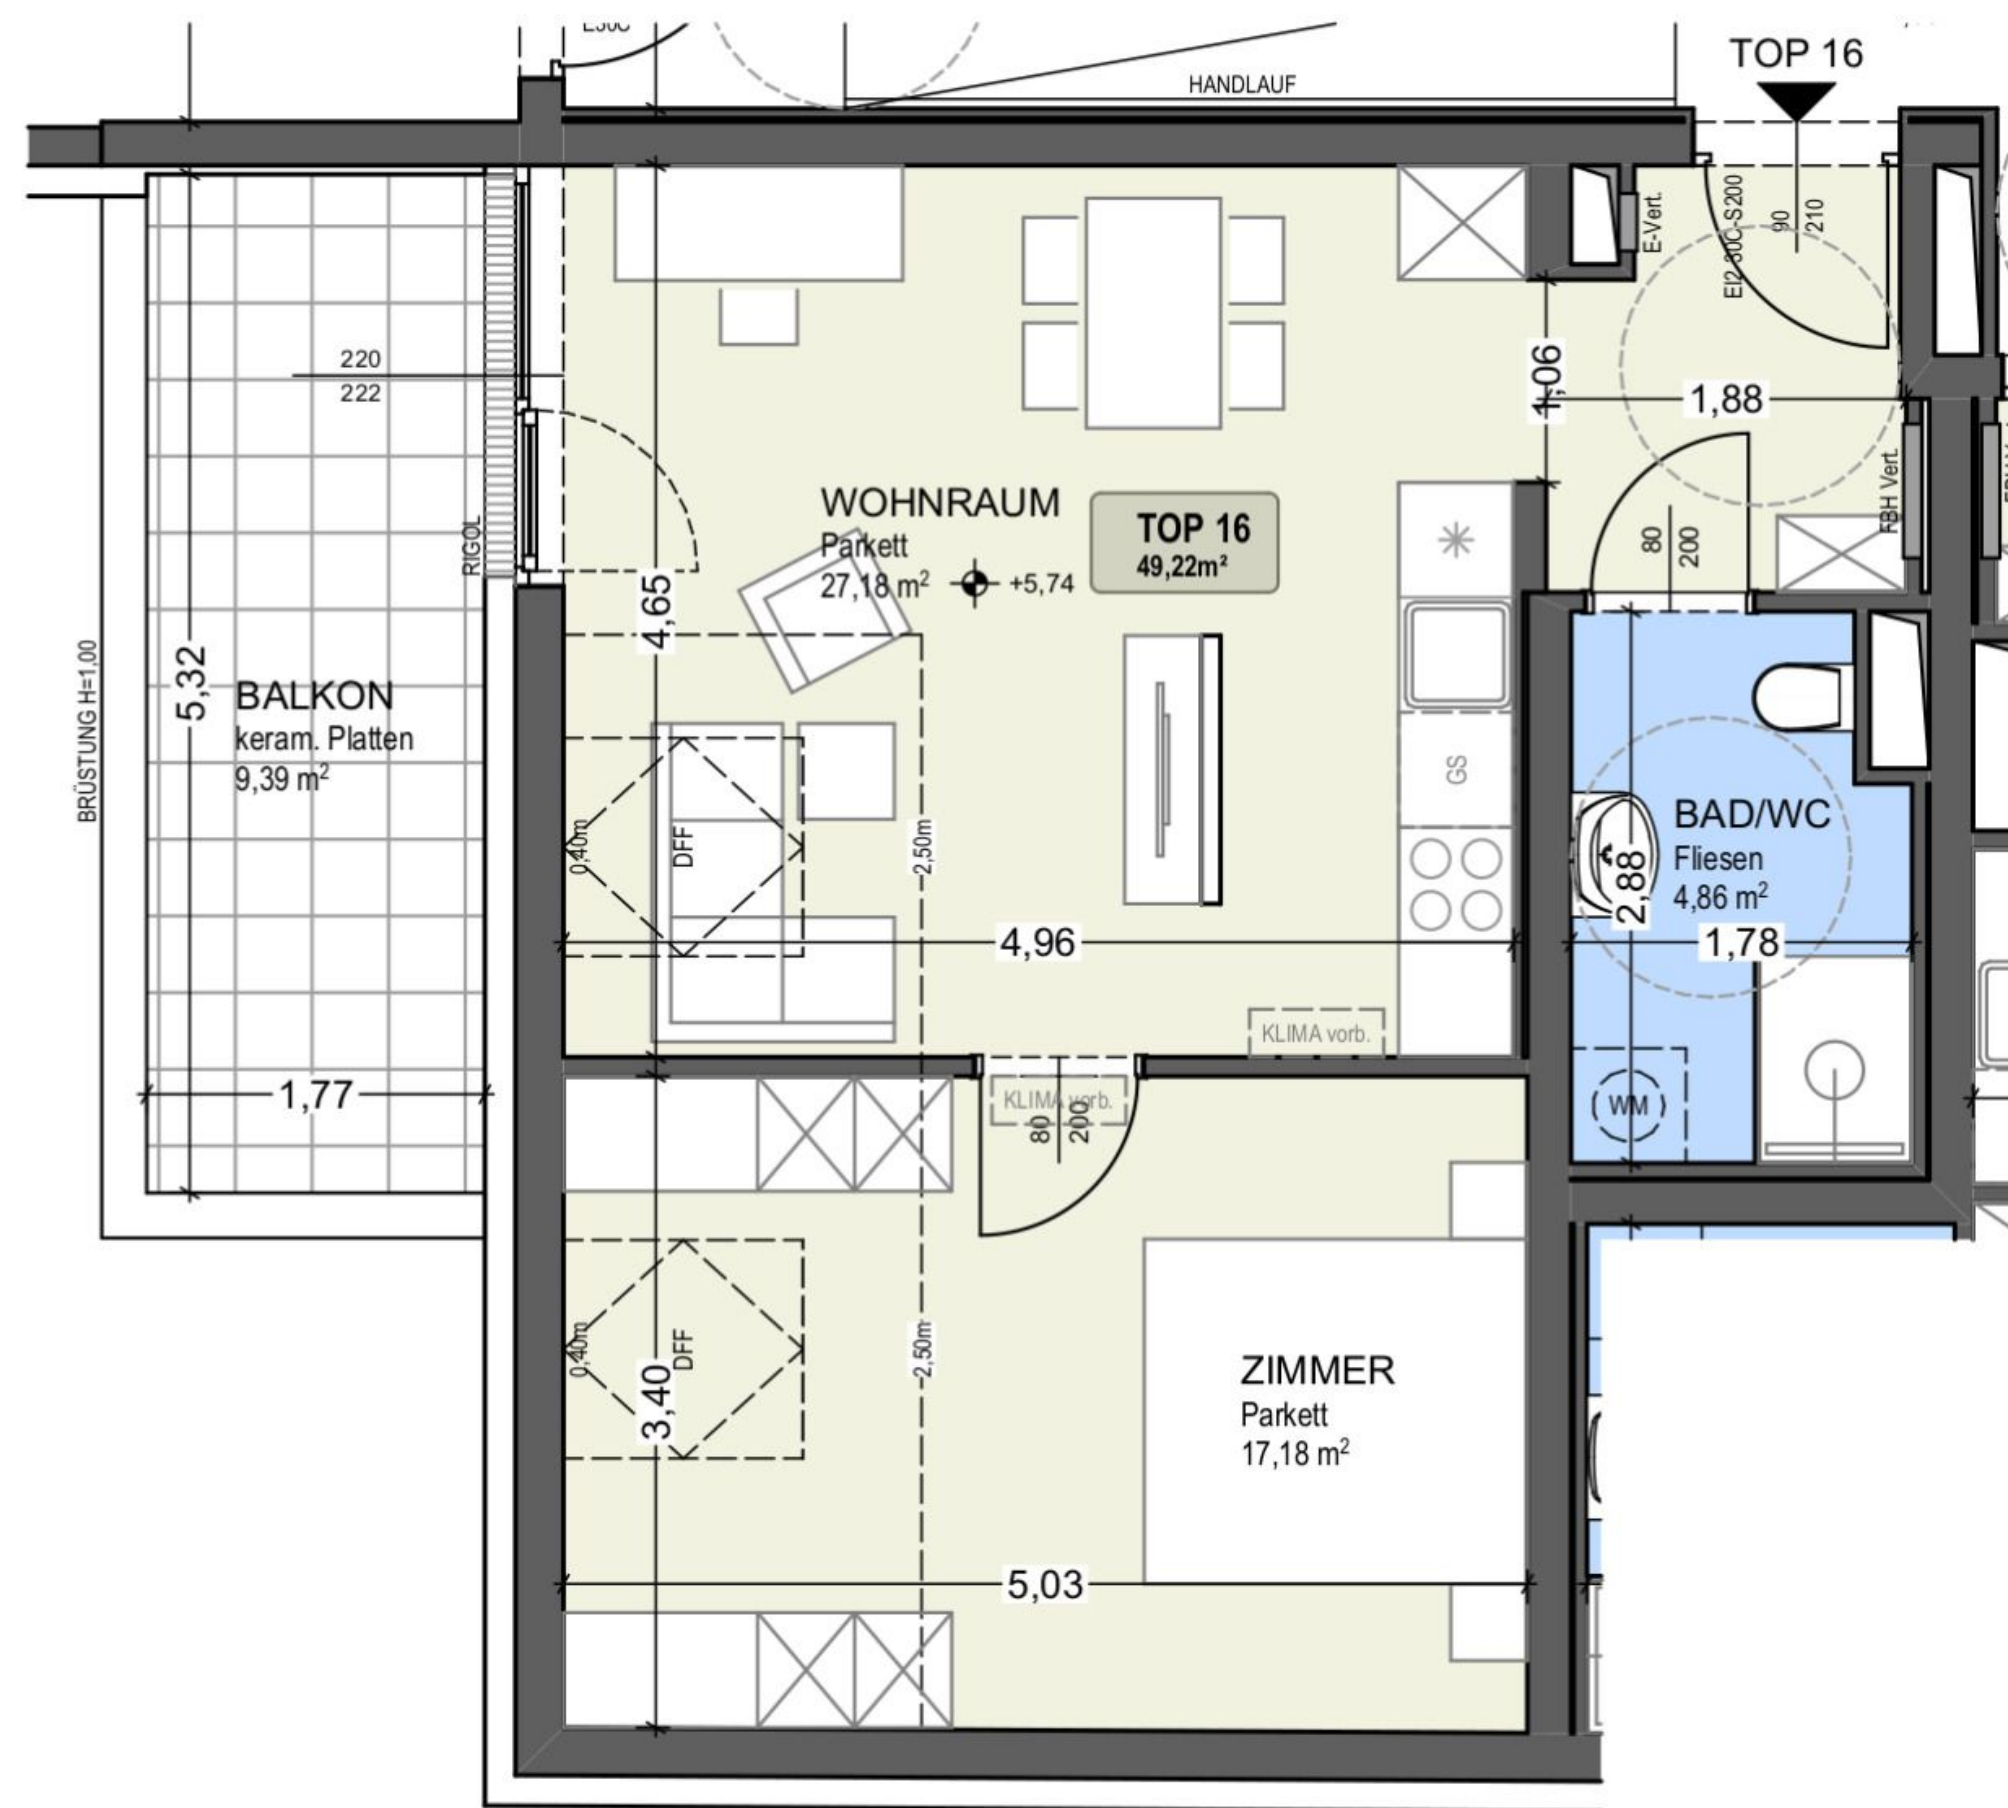 TOP 16
HANDLAUF
E-Vert.
EI2 30C-S200
90
210
220
222
1,06
1,88
FBH Vert.
RIGOL
WOHNRAUM
Parkett
27,18 m²
+5,74
TOP 16
49,22m²
80
200
4,65
5,32
BRÜSTUNG H=1,00
BALKON
keram. Platten
9,39 m²
GS
BAD/WC
Fliesen
4,86 m²
2,88
1,78
0,40m
DFF
2,50m
4,96
KLIMA vorb.
1,77
KLIMA vorb.
80
200
WM
0,40m
DFF
2,50m
3,40
ZIMMER
Parkett
17,18 m²
5,03